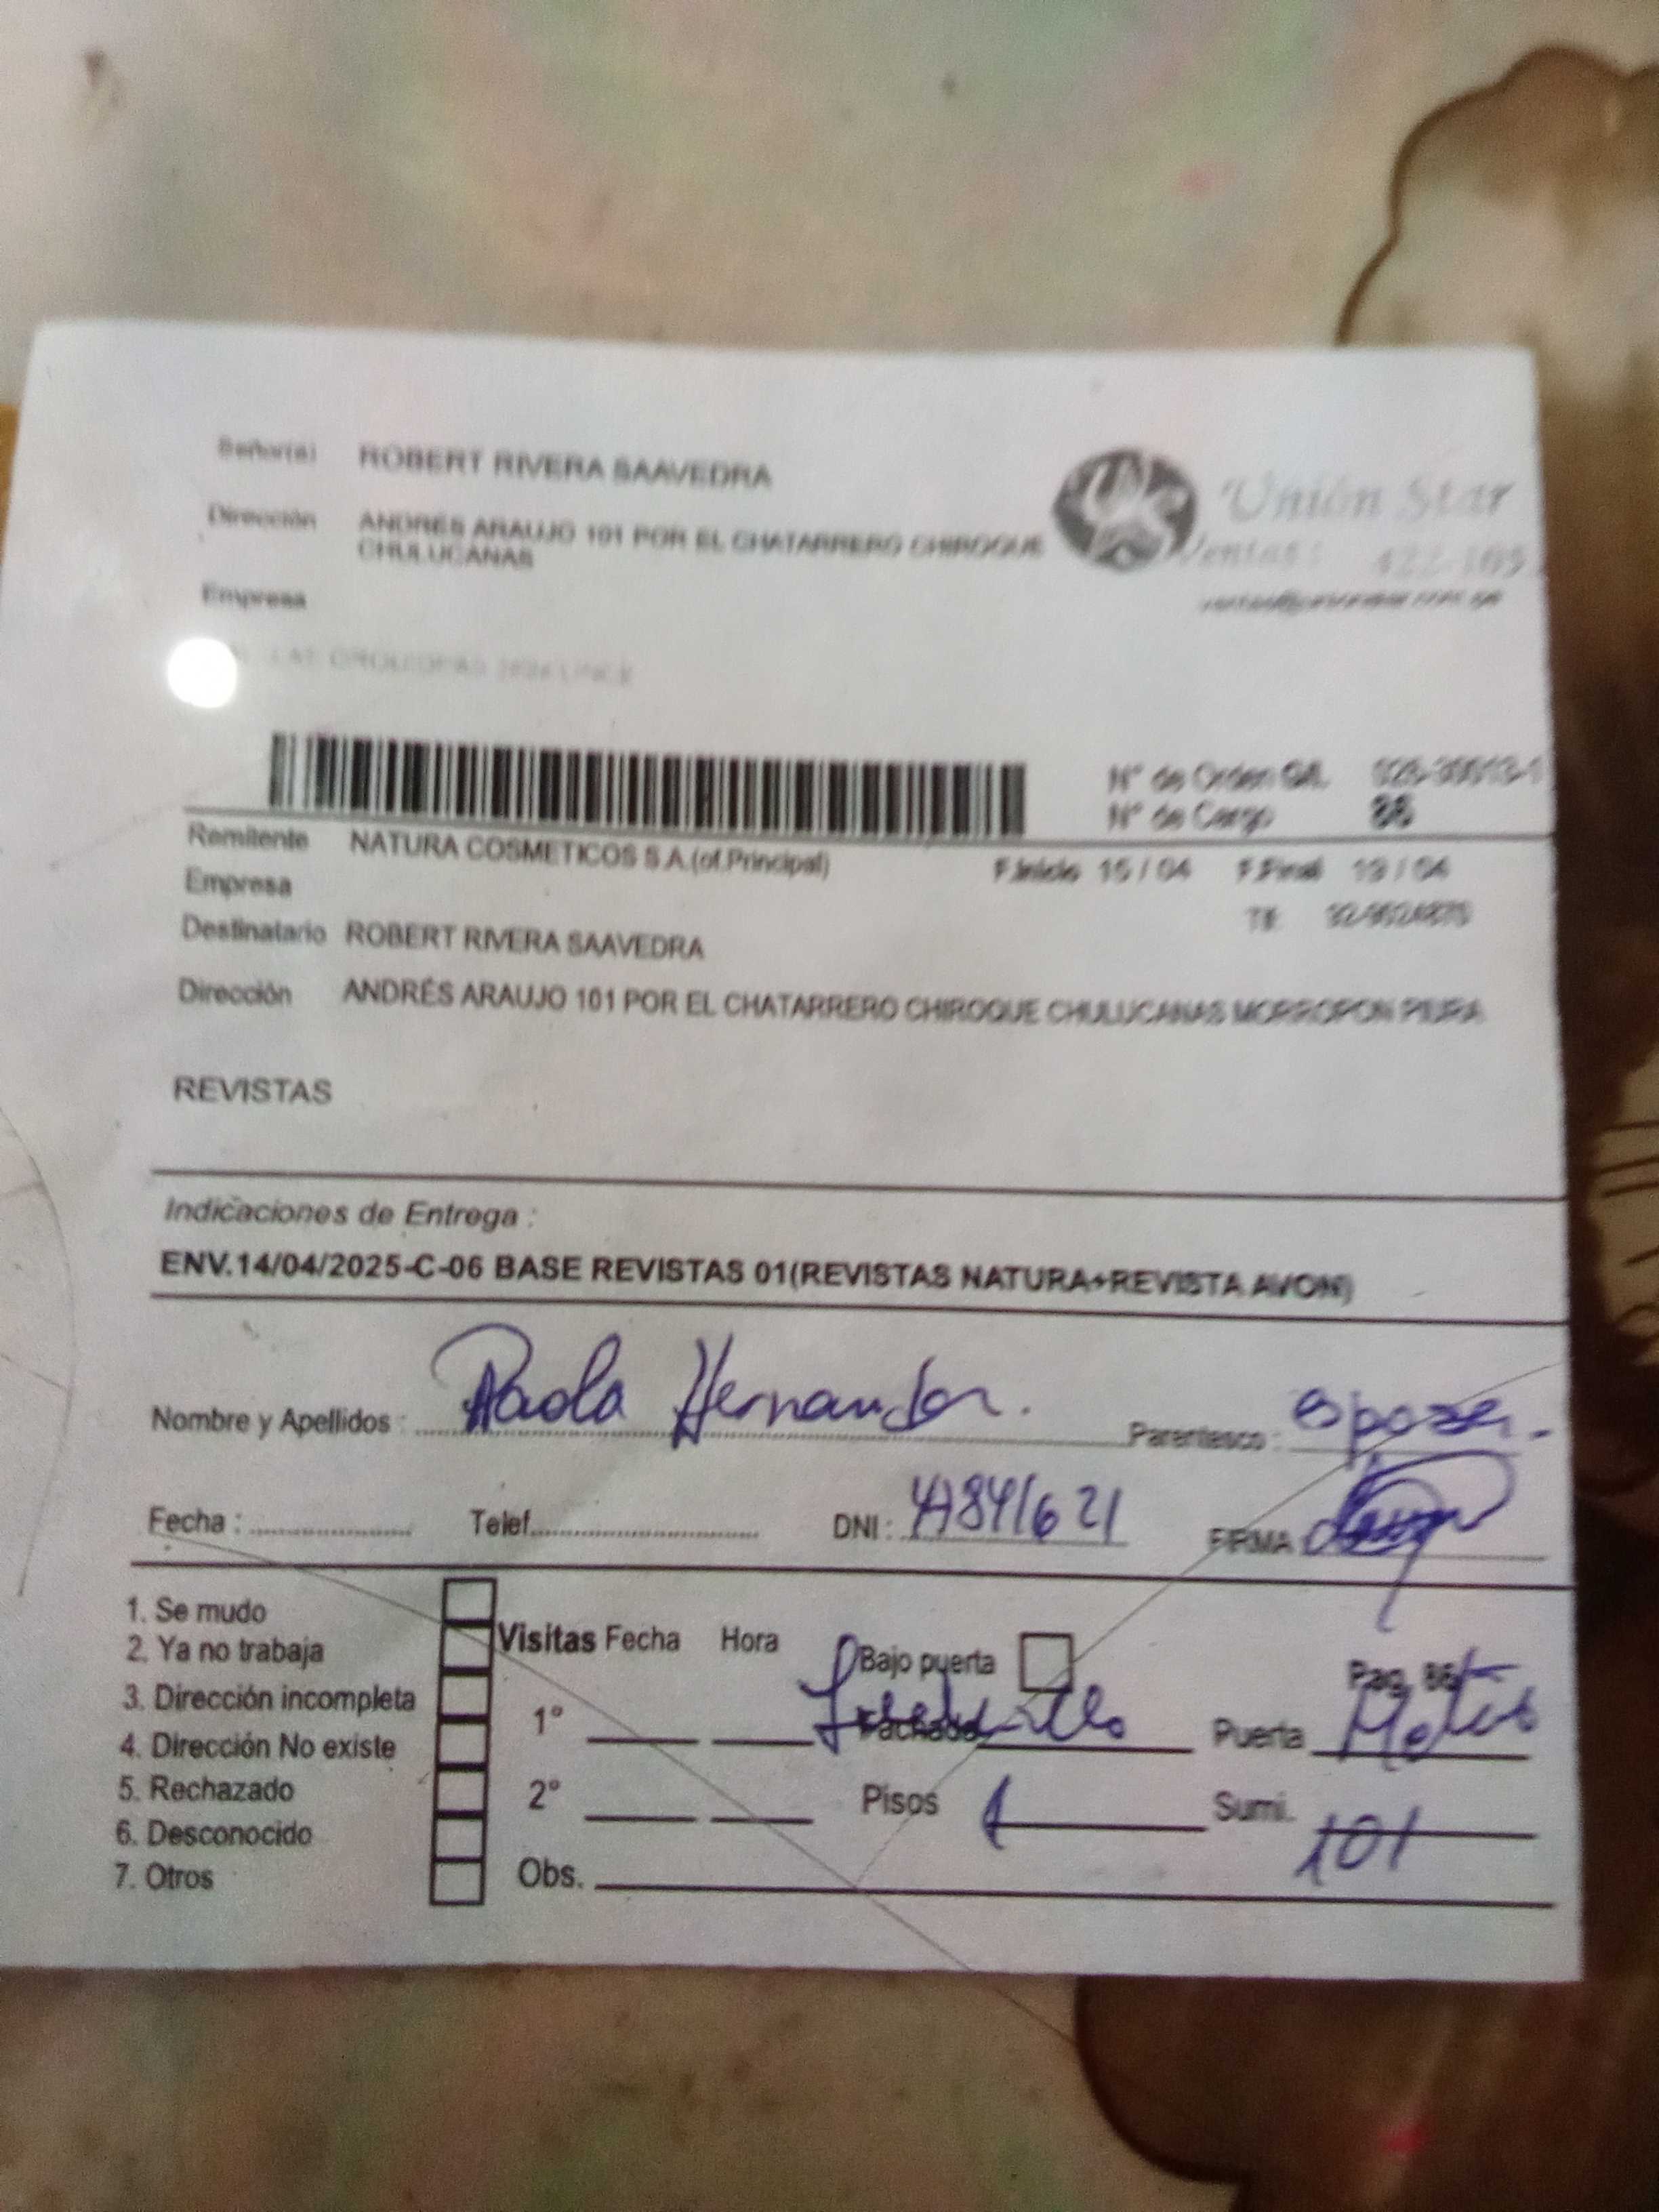 Señor(a) ROBERT RIVERA SAAVEDRA
Unión Star
Dirección ANDRÉS ARAUJO 101 POR EL CHATARRERO CHIROQUE
CHULUCANAS
Ventas:
Empresa
N° de Orden
N° de Cargo 86
Remitente NATURA COSMETICOS S.A.(of.Principal) F.Inicio 15 / 04 F.Final 19 / 04
Empresa
Destinatario ROBERT RIVERA SAAVEDRA
Dirección ANDRÉS ARAUJO 101 POR EL CHATARRERO CHIROQUE CHULUCANAS MORROPON PIURA
REVISTAS
Indicaciones de Entrega :
ENV.14/04/2025-C-06 BASE REVISTAS 01(REVISTAS NATURA+REVISTA AVON)
Nombre y Apellidos : Paola Hernandez. Parentesco : esposa.
Fecha : Telef. DNI : FIRMA
1. Se mudo
2. Ya no trabaja
3. Dirección incompleta
4. Dirección No existe
5. Rechazado
6. Desconocido
7. Otros
Visitas Fecha Hora
Bajo puerta Pag. 86
1° Fachada Ladrillo Puerta
2° Pisos 1 Sumi. 101
Obs.